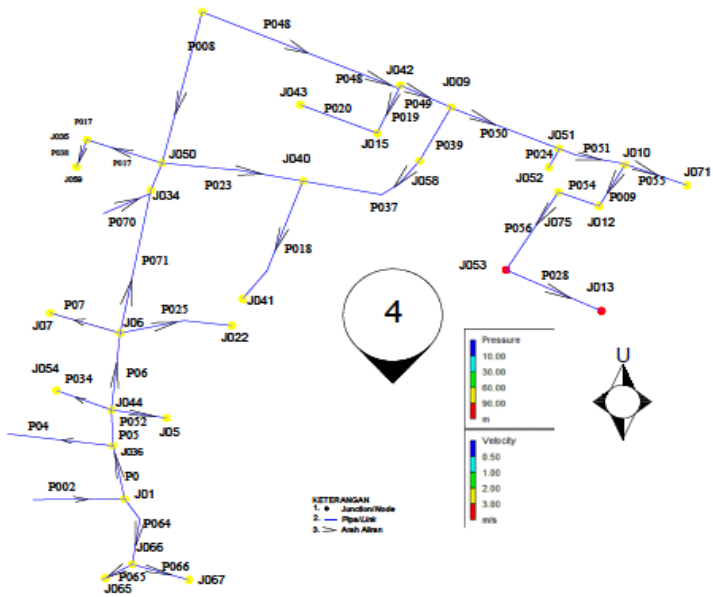 P048
P008
P048
J042
J009
J043
P049
P020
P019
P050
J051
P017
J035
J015
P039
P051
J010
P038
P017
J050
P024
J040
J058
J052
P054
P055
J071
J059
P023
J034
P009
P037
P056
J075
J012
P070
P018
P071
J053
P028
J013
J041
P07
P025
J07
J06
J022
4
J054
P06
P034
J044
P052
J05
P04
P05
J036
P0
P002
J01
P064
J066
P065
P066
J065
J067
Pressure
10.00
30.00
60.00
90.00
m
Velocity
0.50
1.00
2.00
3.00
m/s
U
KETERANGAN
1. Junction/Node
2. Pipe/Link
3. Arah Aliran